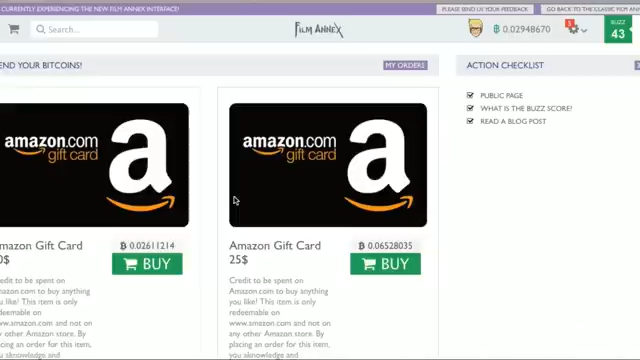 CURRENTLY EXPERIENCING THE NEW FILM ANNEX INTERFACE!
PLEASE SEND US YOUR FEEDBACK
GO BACK TO THE CLASSIC FILM ANN
Search...
FILM ANNEX
฿ 0.02948670
5
BUZZ
43
END YOUR BITCOINS!
MY ORDERS
ACTION CHECKLIST
PUBLIC PAGE
WHAT IS THE BUZZ SCORE?
READ A BLOG POST
amazon.com
gift card
a
amazon.com
gift card
a
mazon Gift Card
0$
฿ 0.02611214
BUY
Credit to be spent on
mazon.com to buy anything
you like! This item is only
redeemable on
www.amazon.com and not on
ny other Amazon store. By
placing an order for this item,
you aknowledge and
Amazon Gift Card
25$
฿ 0.06528035
BUY
Credit to be spent on
Amazon.com to buy anything
you like! This item is only
redeemable on
www.amazon.com and not on
any other Amazon store. By
placing an order for this item,
you aknowledge and